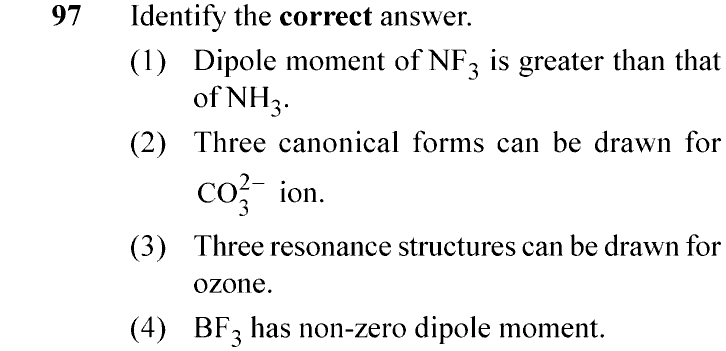 97 Identify the correct answer.
(1) Dipole moment of NF₃ is greater than that
of NH₃.
(2) Three canonical forms can be drawn for
CO₃²⁻ ion.
(3) Three resonance structures can be drawn for
ozone.
(4) BF₃ has non-zero dipole moment.